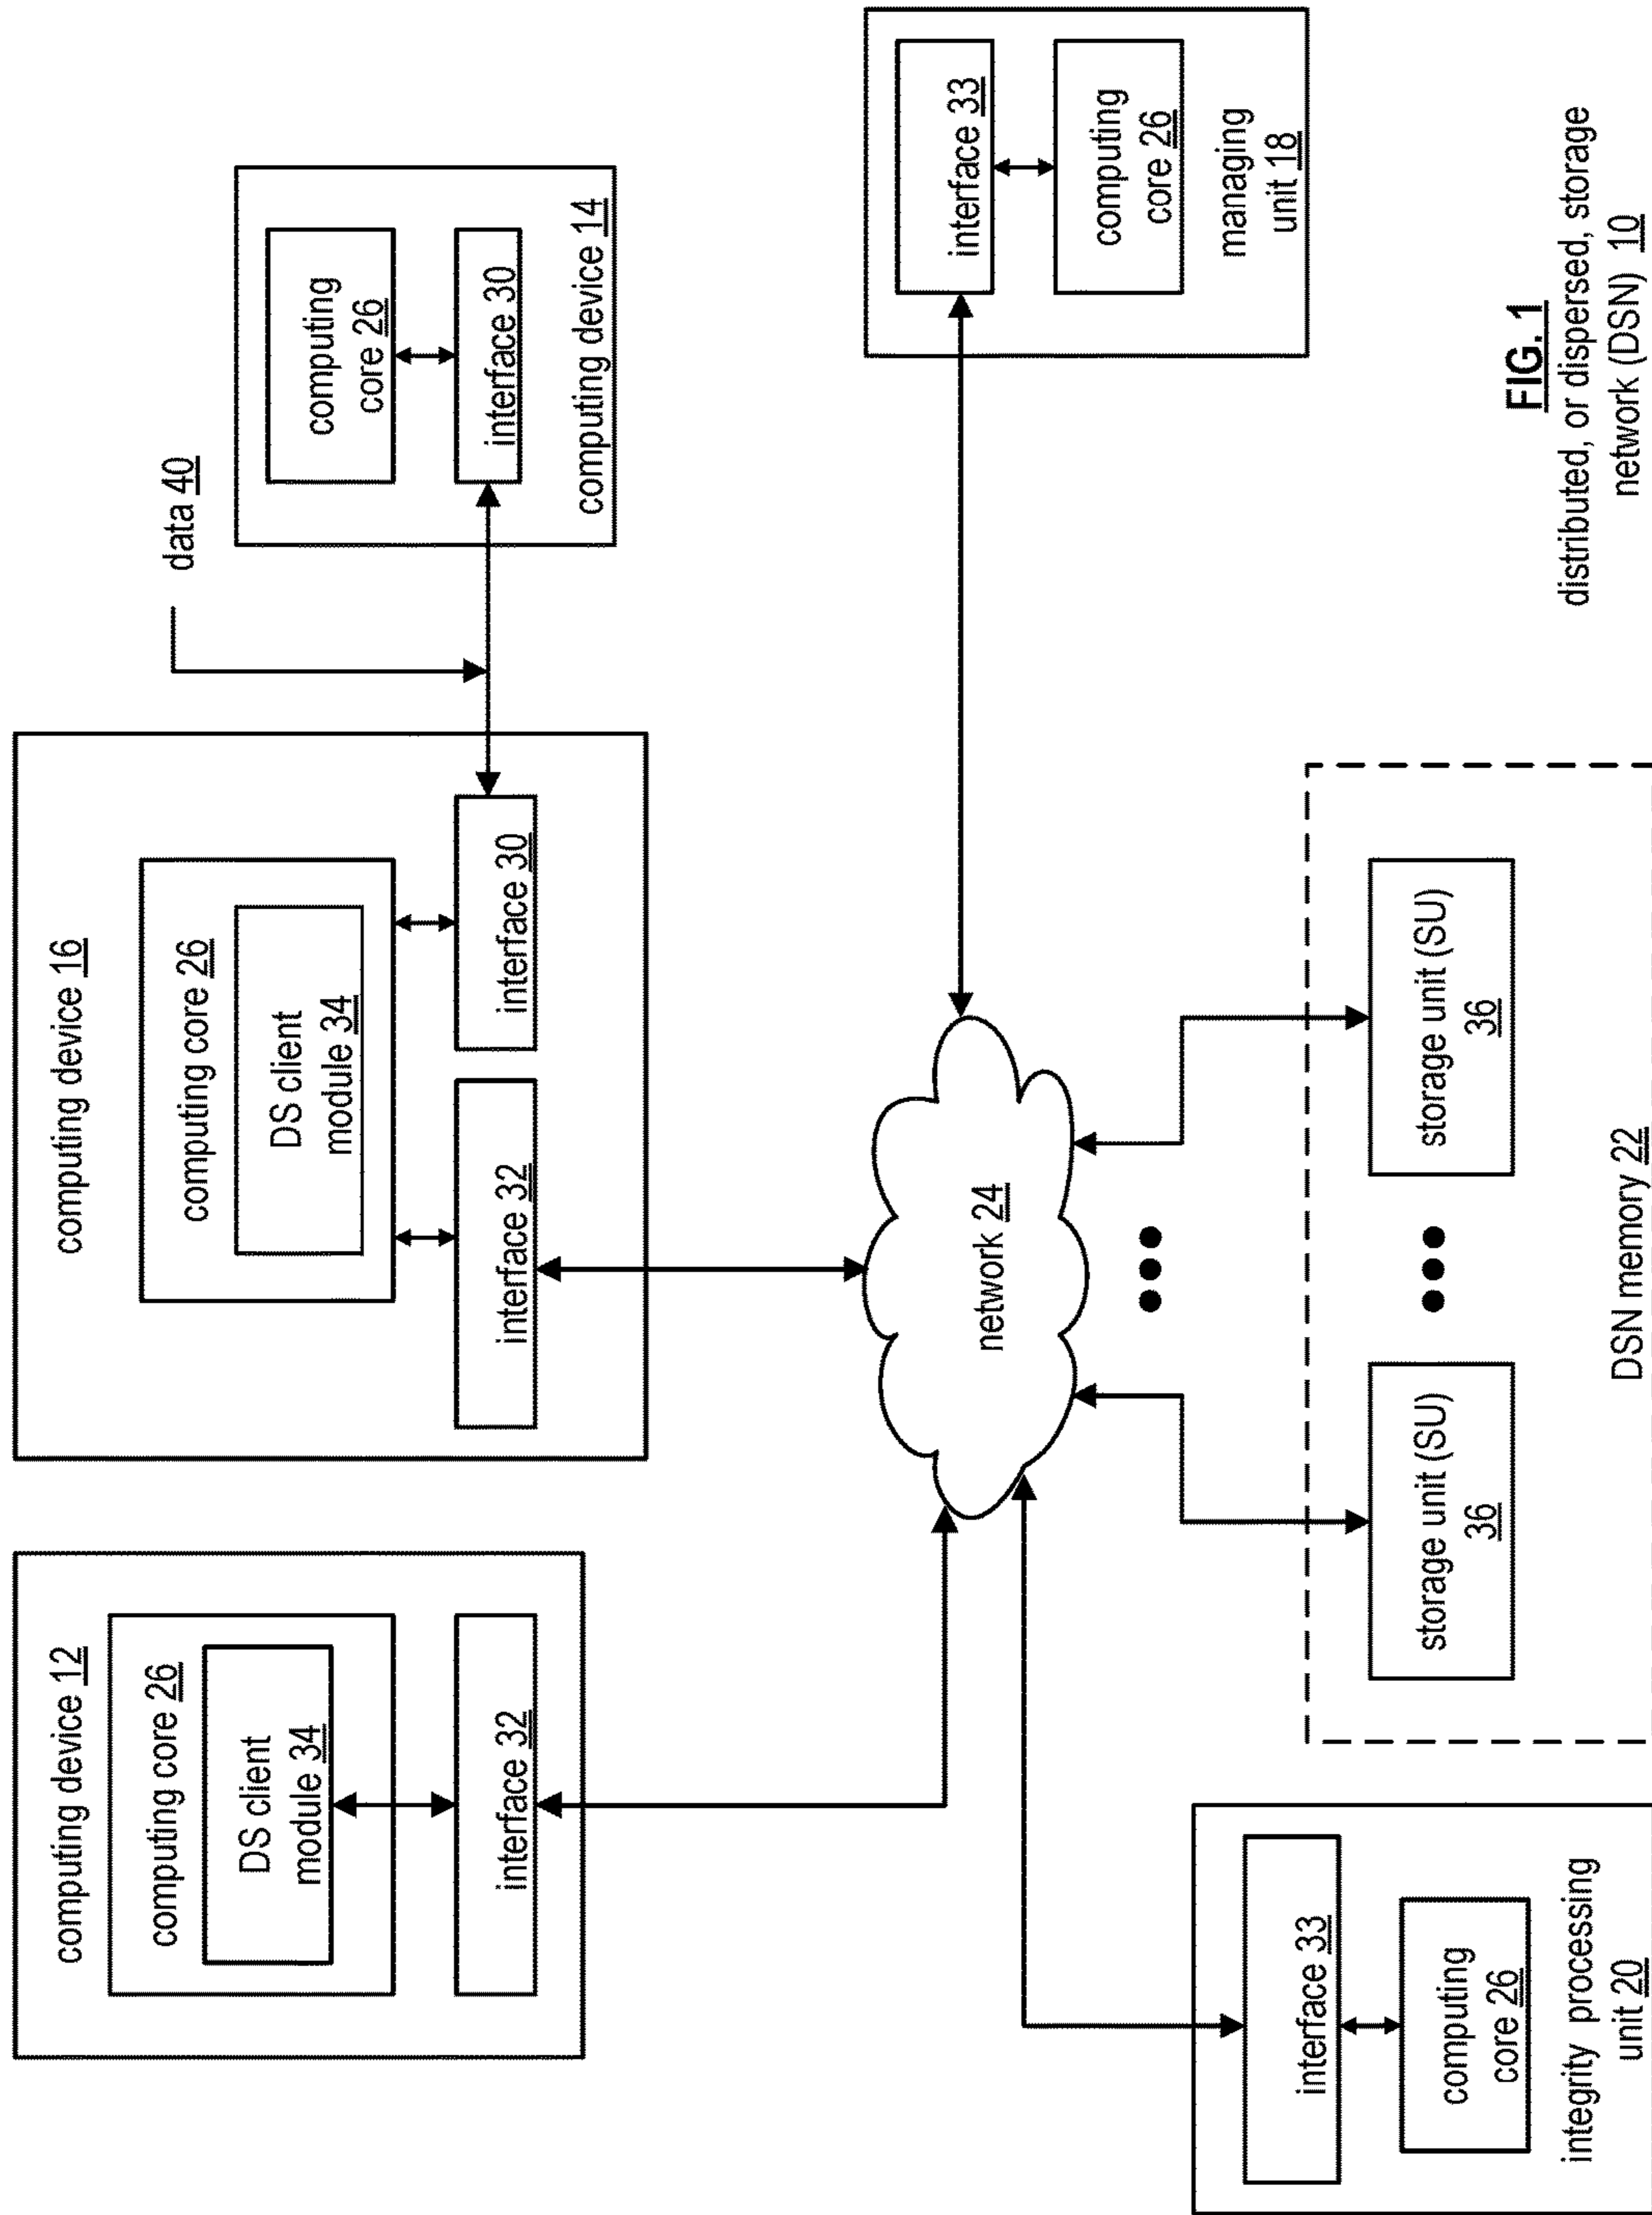 computing device 12
computing core 26
DS client
module 34
interface 32
computing device 16
computing core 26
DS client
module 34
interface 32
interface 30
data 40
computing
core 26
interface 30
computing device 14
network 24
interface 33
computing
core 26
managing
unit 18
interface 33
computing
core 26
integrity processing
unit 20
storage unit (SU)
36
storage unit (SU)
36
DSN memory 22
FIG. 1
distributed, or dispersed, storage
network (DSN) 10